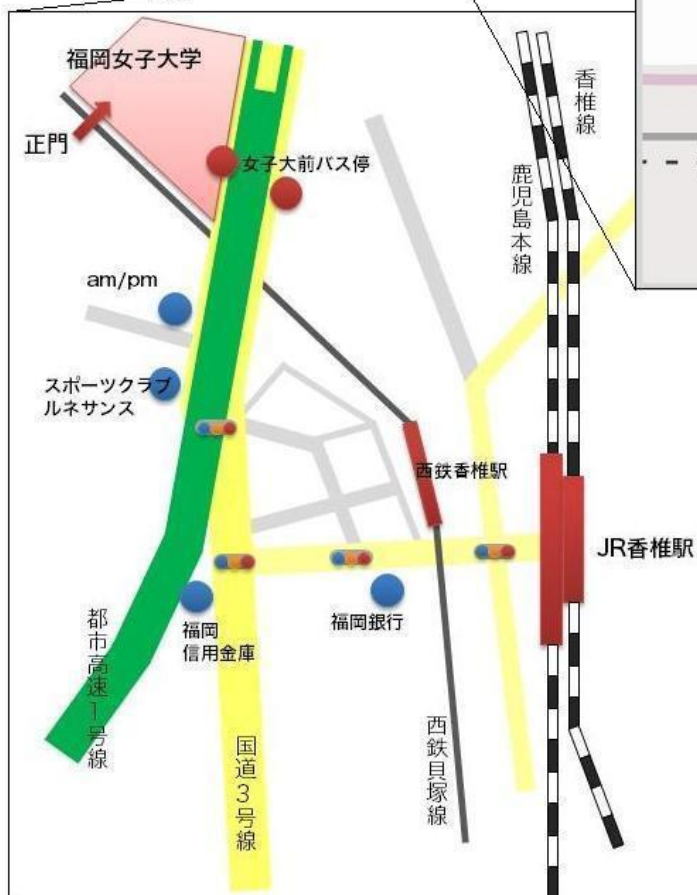 福岡女子大学
正門
女子大前バス停
香椎線
鹿児島本線
am/pm
スポーツクラブ
ルネサンス
西鉄香椎駅
JR香椎駅
福岡
信用金庫
福岡銀行
都市高速1号線
国道3号線
西鉄貝塚線